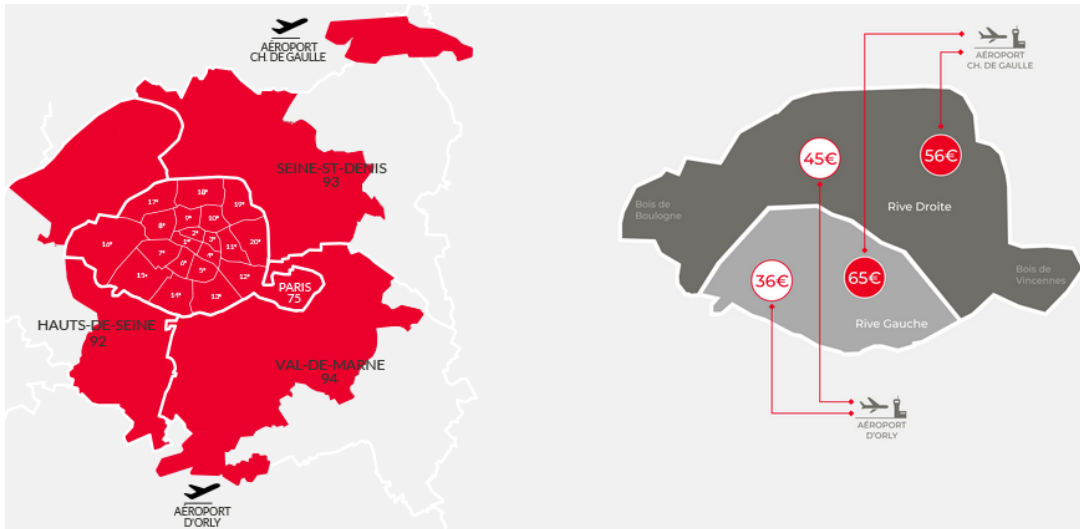 AÉROPORT
CH. DE GAULLE
SEINE-ST-DENIS
93
17e
18e
19e
8e
9e
10e
2e
16e
1er
3e
11e
20e
7e
4e
6e
5e
15e
12e
14e
13e
PARIS
75
HAUTS-DE-SEINE
92
VAL-DE-MARNE
94
AÉROPORT
D'ORLY
AÉROPORT
CH. DE GAULLE
45€
56€
Bois de
Boulogne
Rive Droite
36€
65€
Bois de
Vincennes
Rive Gauche
AÉROPORT
D'ORLY